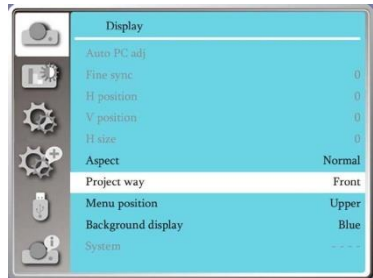 Display
Auto PC adj
Fine sync 0
H position 0
V position 0
H size 0
Aspect Normal
Project way Front
Menu position Upper
Background display Blue
System - - - -